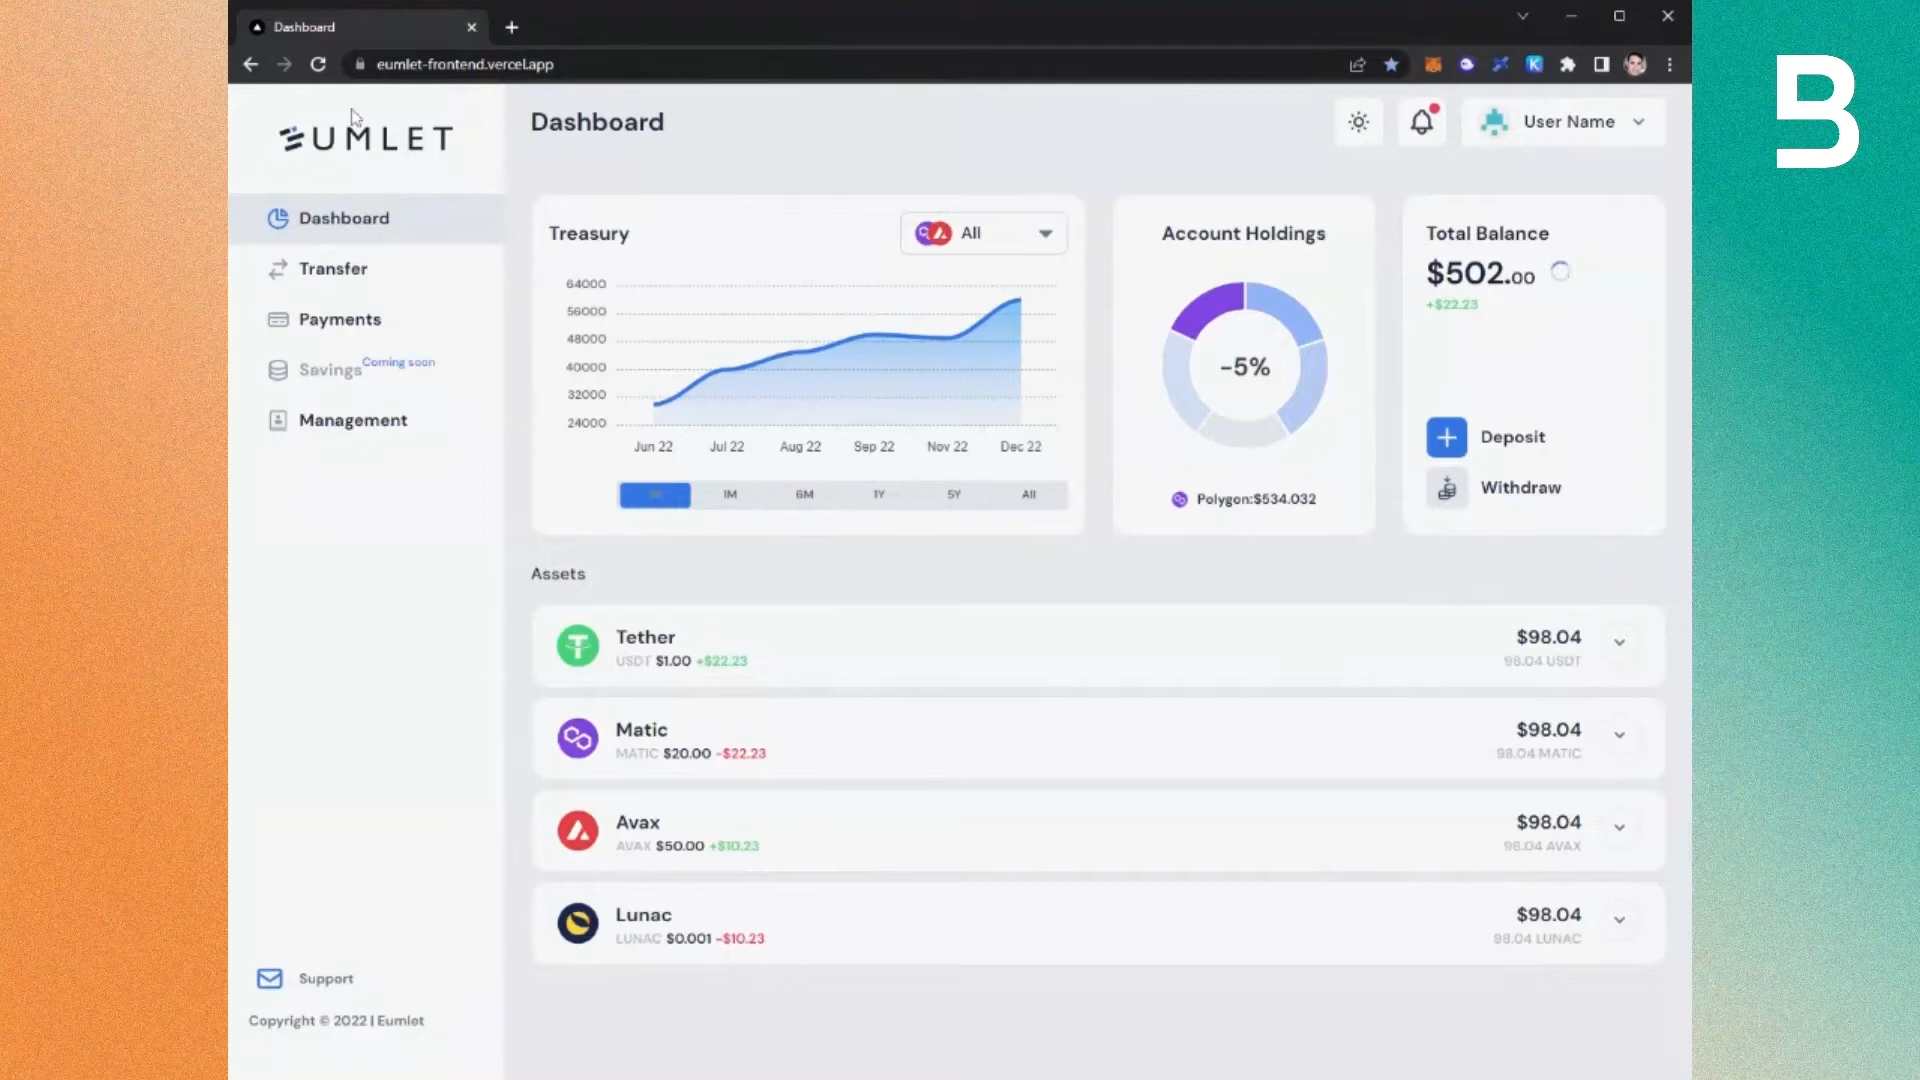 Dashboard
eumlet-frontend.vercel.app
EUMLET
Dashboard
Transfer
Payments
Savings Coming soon
Management
Support
Copyright © 2022 | Eumlet
Dashboard
User Name
Treasury
All
64000
56000
48000
40000
32000
24000
Jun 22 Jul 22 Aug 22 Sep 22 Nov 22 Dec 22
1M 6M 1Y 5Y All
Account Holdings
-5%
Polygon:$534.032
Total Balance
$502.00
+$22.23
Deposit
Withdraw
Assets
Tether
USDT $1.00 +$22.23
$98.04
98.04 USDT
Matic
MATIC $20.00 -$22.23
$98.04
98.04 MATIC
Avax
AVAX $50.00 +$10.23
$98.04
98.04 AVAX
Lunac
LUNAC $0.001 -$10.23
$98.04
98.04 LUNAC